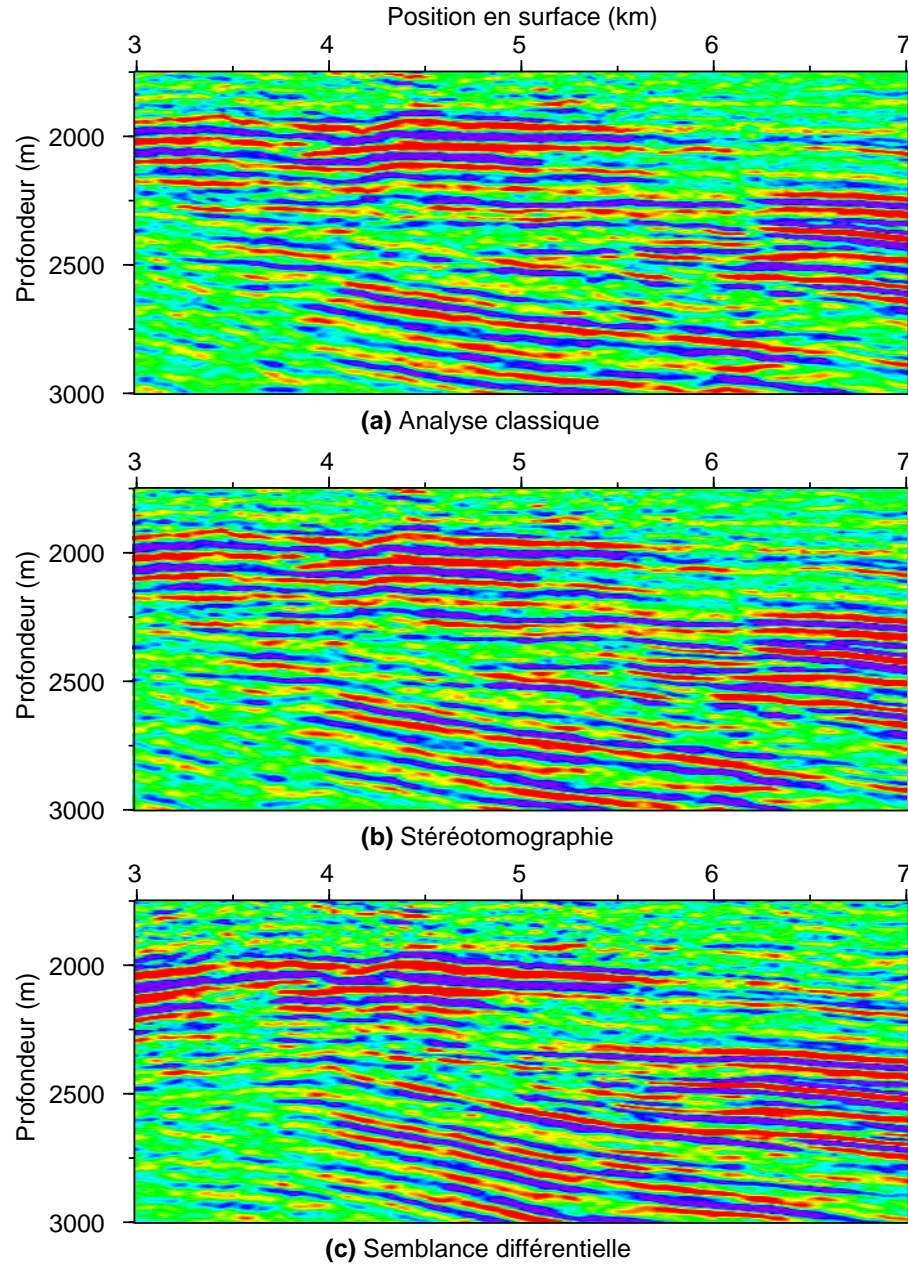 Position en surface (km)
3 4 5 6 7
Profondeur (m)
2000
2500
3000
(a) Analyse classique
3 4 5 6 7
Profondeur (m)
2000
2500
3000
(b) Stéréotomographie
3 4 5 6 7
Profondeur (m)
2000
2500
3000
(c) Semblance différentielle